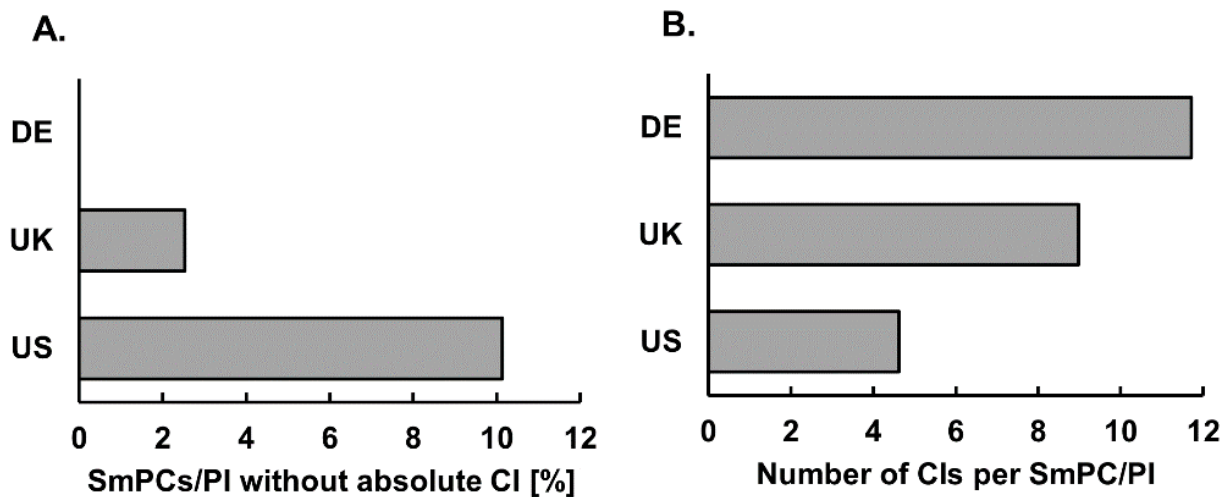 A.
DE
UK
US
0 2 4 6 8 10 12
SmPCs/PI without absolute CI [%]
B.
DE
UK
US
0 2 4 6 8 10 12
Number of CIs per SmPC/PI